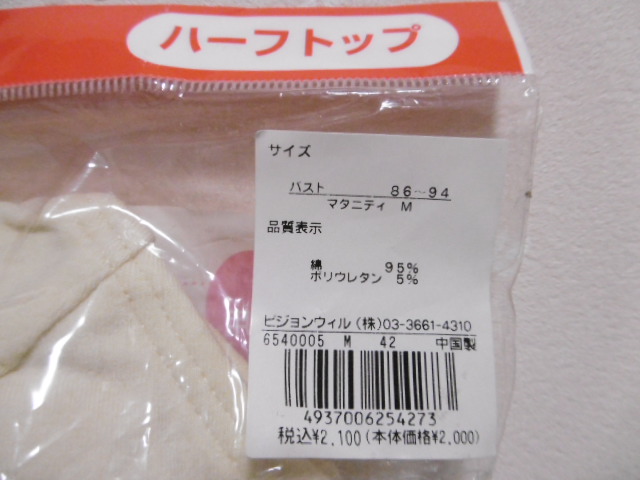 ハーフトップ
サイズ
バスト 86～94
マタニティ M
品質表示
綿 95%
ポリウレタン 5%
ピジョンウィル(株)03-3661-4310
6540005 M 42 中国製
4937006254273
税込¥2,100(本体価格¥2,000)